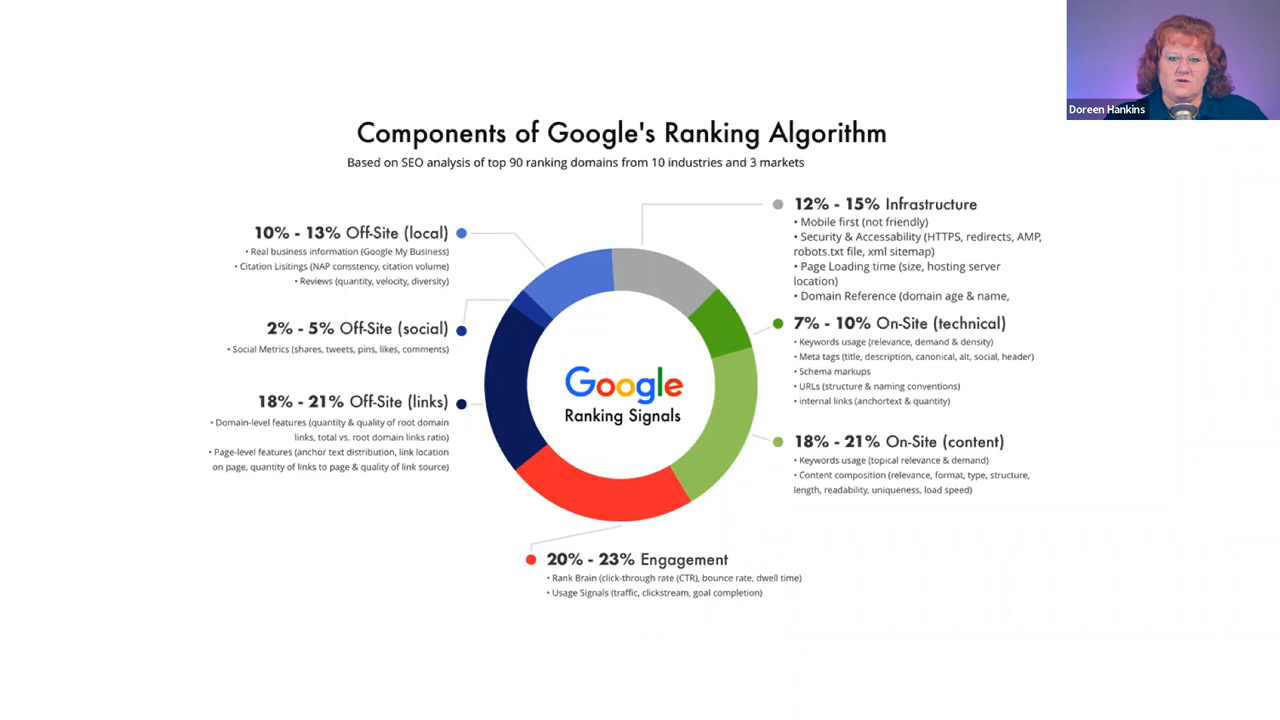 Doreen Hankins
Components of Google's Ranking Algorithm
Based on SEO analysis of top 90 ranking domains from 10 industries and 3 markets
10% - 13% Off-Site (local)
• Real business information (Google My Business)
• Citation Lisitings (NAP consstency, citation volume)
• Reviews (quantity, velocity, diversity)
2% - 5% Off-Site (social)
• Social Metrics (shares, tweets, pins, likes, comments)
18% - 21% Off-Site (links)
• Domain-level features (quantity & quality of root domain
links, total vs. root domain links ratio)
• Page-level features (anchor text distribution, link location
on page, quantity of links to page & quality of link source)
Google
Ranking Signals
12% - 15% Infrastructure
• Mobile first (not friendly)
• Security & Accessability (HTTPS, redirects, AMP,
robots.txt file, xml sitemap)
• Page Loading time (size, hosting server
location)
• Domain Reference (domain age & name,
7% - 10% On-Site (technical)
• Keywords usage (relevance, demand & density)
• Meta tags (title, description, canonical, alt, social, header)
• Schema markups
• URLs (structure & naming conventions)
• internal links (anchortext & quantity)
18% - 21% On-Site (content)
• Keywords usage (topical relevance & demand)
• Content composition (relevance, format, type, structure,
length, readability, uniqueness, load speed)
20% - 23% Engagement
• Rank Brain (click-through rate (CTR), bounce rate, dwell time)
• Usage Signals (traffic, clickstream, goal completion)